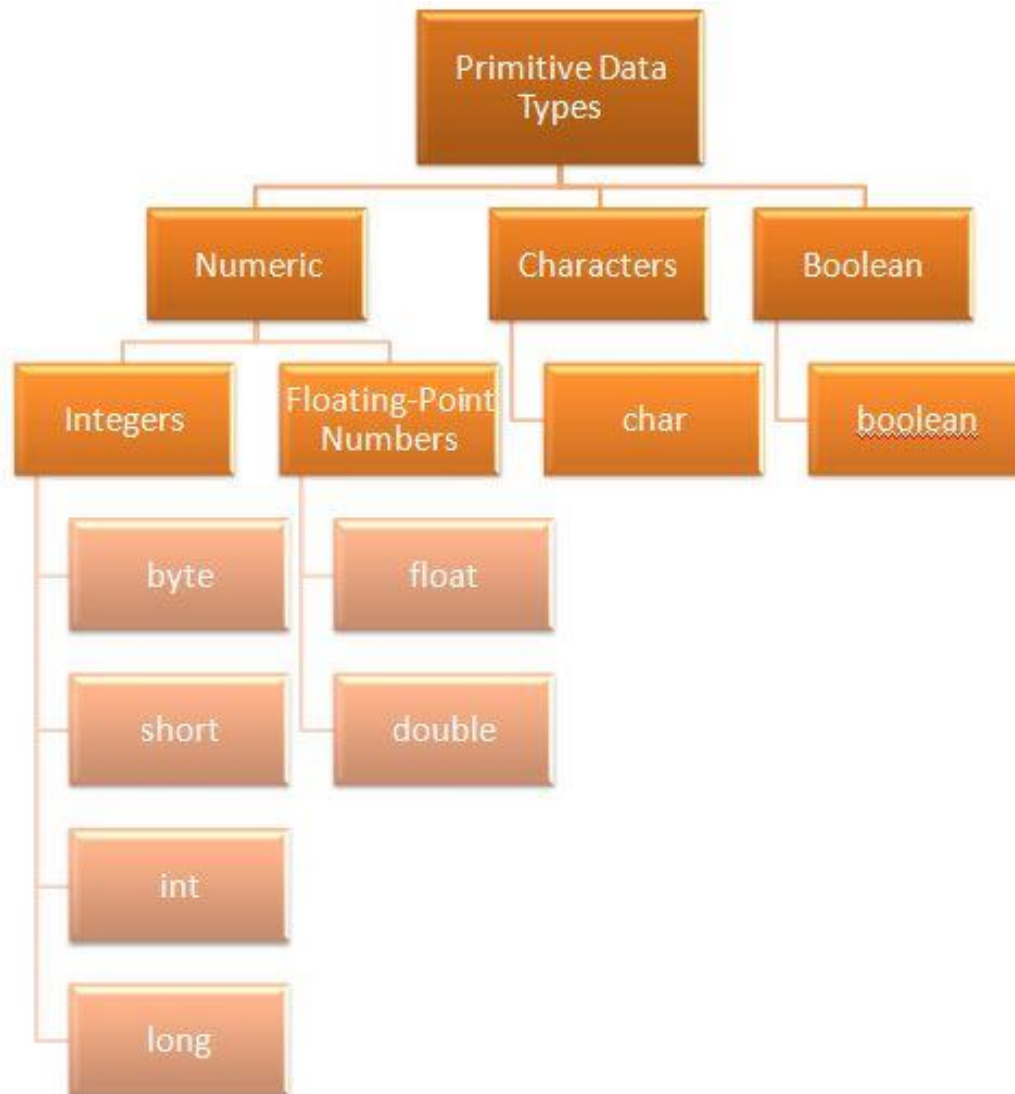 Primitive Data
Types
Numeric
Characters
Boolean
Integers
Floating-Point
Numbers
char
boolean
byte
float
short
double
int
long